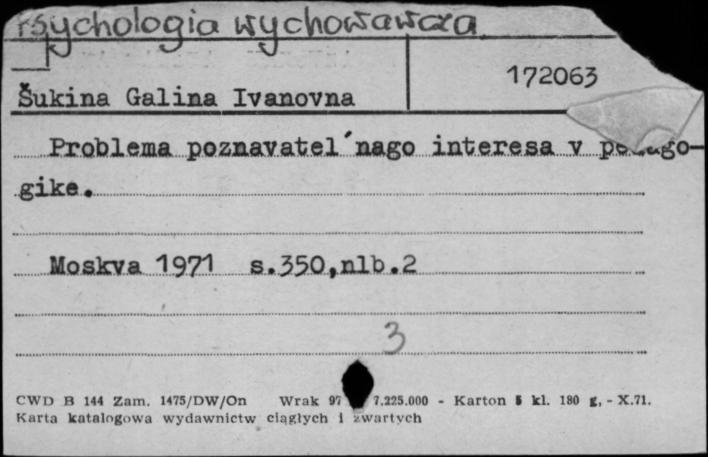 Psychologia wychowawcza
172063
Šukina Galina Ivanovna
Problema poznavatel´nago interesa v pedago-
gike.
Moskva 1971 s.350,nlb.2
3
CWD B 144 Zam. 1475/DW/On Wrak 97 7.225.000 - Karton 5 kl. 180 g, - X.71.
Karta katalogowa wydawnictw ciągłych i zwartych